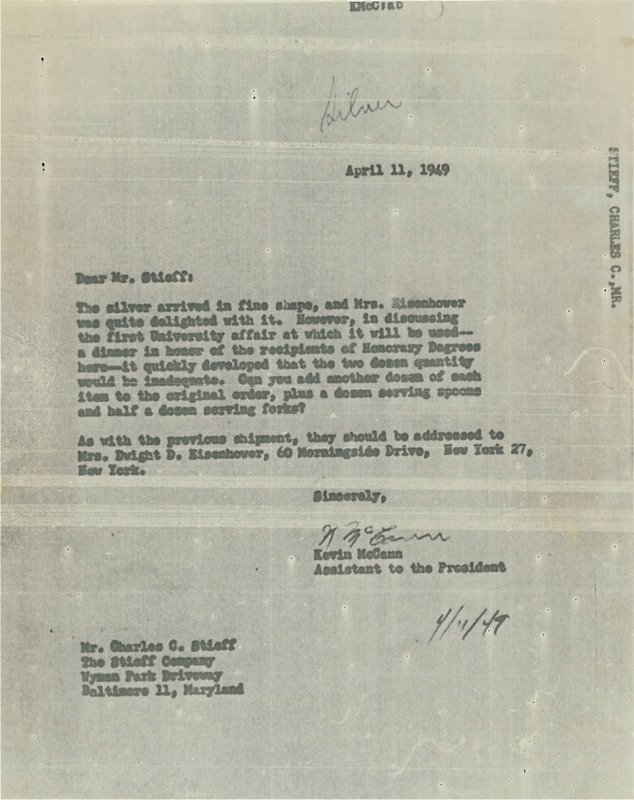 KMcC:ab
Silver
April 11, 1949
STIEFF, CHARLES C., MR.
Dear Mr. Stieff:
The silver arrived in fine shape, and Mrs. Eisenhower
was quite delighted with it. However, in discussing
the first University affair at which it will be used--
a dinner in honor of the recipients of Honorary Degrees
here--it quickly developed that the two dozen quantity
would be inadequate. Can you add another dozen of each
item to the original order, plus a dozen serving spoons
and half a dozen serving forks?
As with the previous shipment, they should be addressed to
Mrs. Dwight D. Eisenhower, 60 Morningside Drive, New York 27,
New York.
Sincerely,
K McCann
Kevin McCann
Assistant to the President
4/11/49
Mr. Charles C. Stieff
The Stieff Company
Wyman Park Driveway
Baltimore 11, Maryland